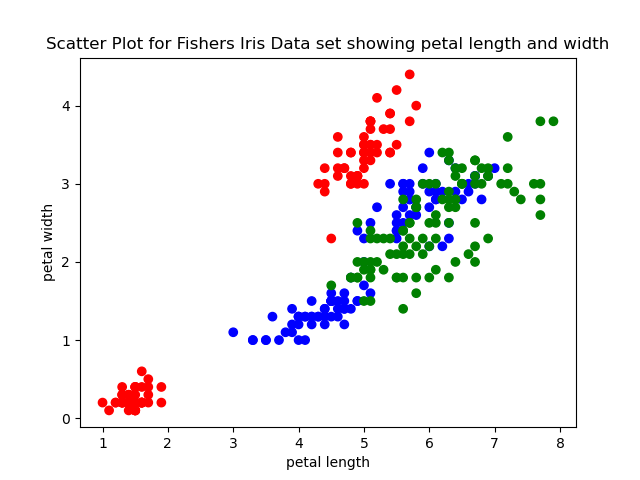 Scatter Plot for Fishers Iris Data set showing petal length and width
4
3
2
1
0
petal width
1 2 3 4 5 6 7 8
petal length